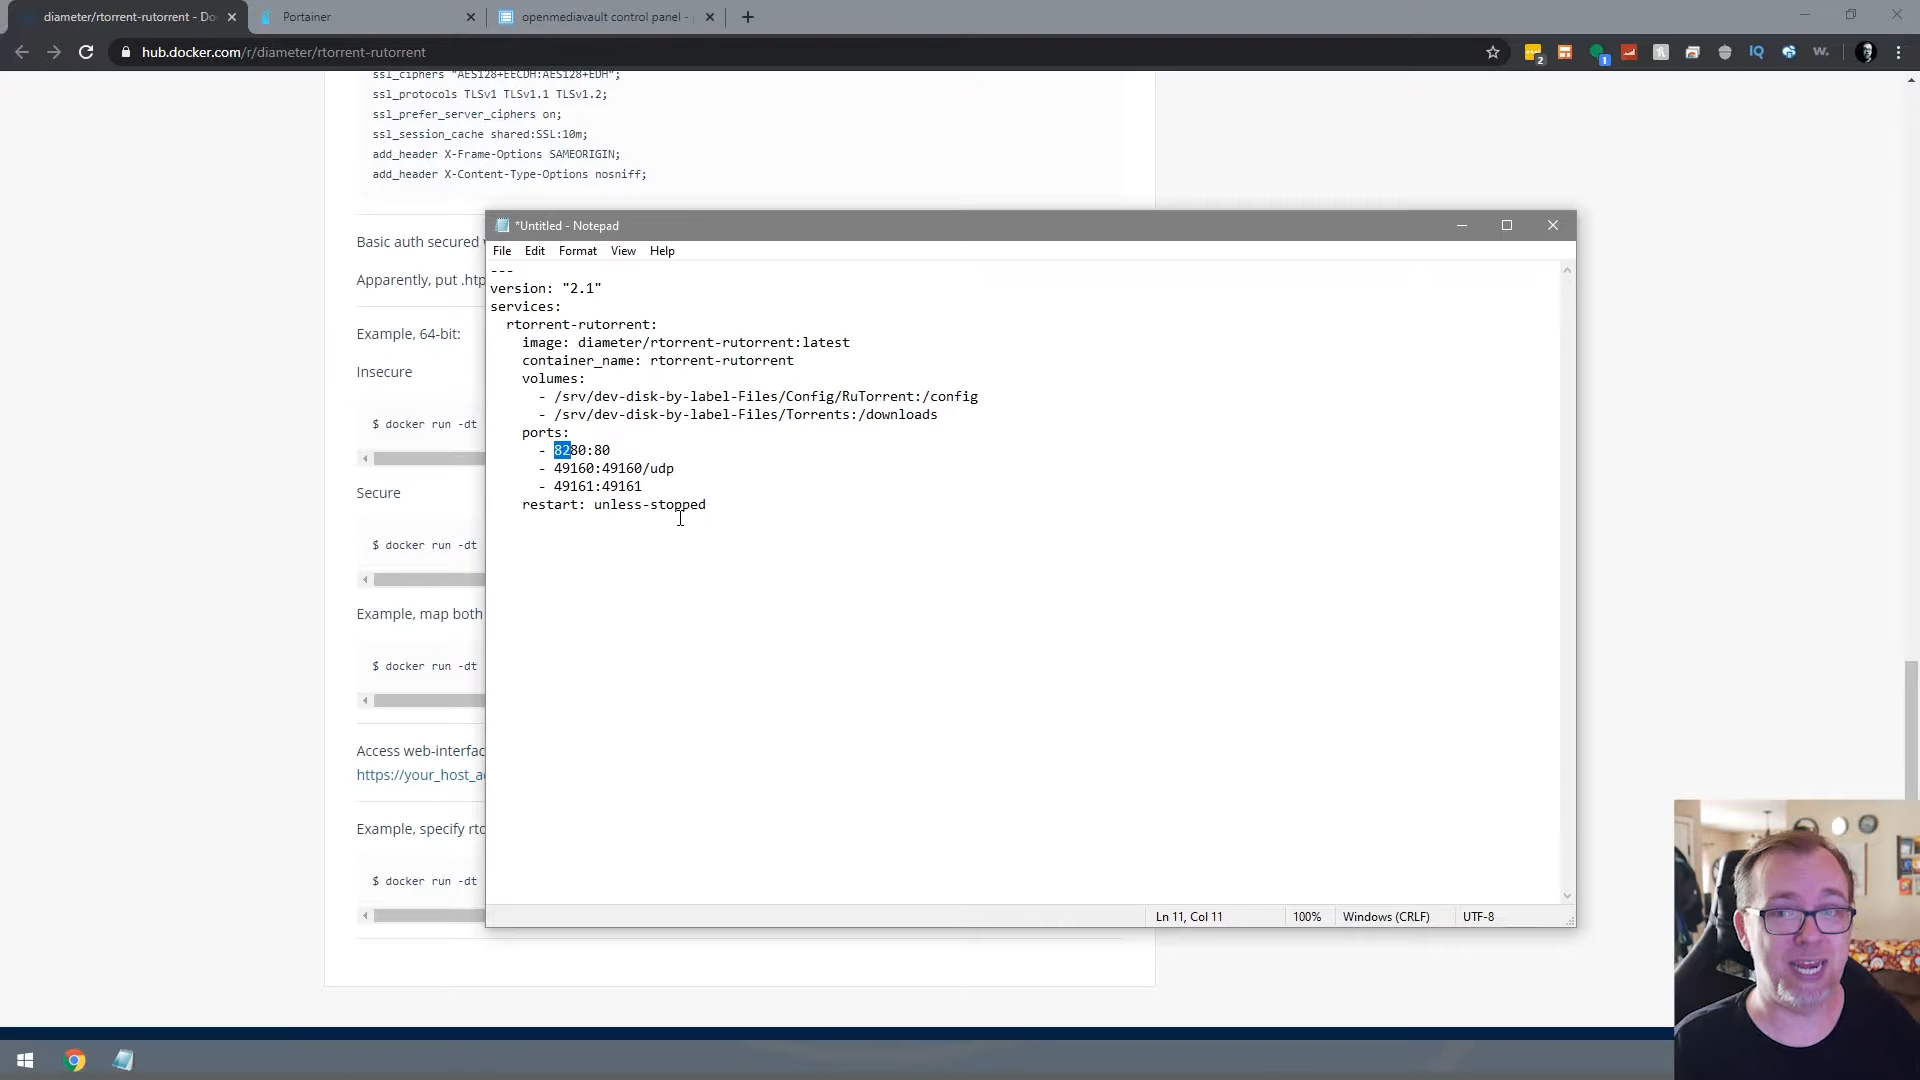 diameter/rtorrent-rutorrent - Do
Portainer
openmediavault control panel -
hub.docker.com/r/diameter/rtorrent-rutorrent
2
1
IQ
w.
ssl_ciphers "AES128+EECDH:AES128+EDH";
ssl_protocols TLSv1 TLSv1.1 TLSv1.2;
ssl_prefer_server_ciphers on;
ssl_session_cache shared:SSL:10m;
add_header X-Frame-Options SAMEORIGIN;
add_header X-Content-Type-Options nosniff;
Basic auth secured
Apparently, put .htp
Example, 64-bit:
Insecure
$ docker run -dt
Secure
$ docker run -dt
Example, map both
$ docker run -dt
Access web-interfac
https://your_host_a
Example, specify rto
$ docker run -dt
*Untitled - Notepad
File Edit Format View Help
---
version: "2.1"
services:
  rtorrent-rutorrent:
    image: diameter/rtorrent-rutorrent:latest
    container_name: rtorrent-rutorrent
    volumes:
      - /srv/dev-disk-by-label-Files/Config/RuTorrent:/config
      - /srv/dev-disk-by-label-Files/Torrents:/downloads
    ports:
      - 8280:80
      - 49160:49160/udp
      - 49161:49161
    restart: unless-stopped
Ln 11, Col 11 100% Windows (CRLF) UTF-8